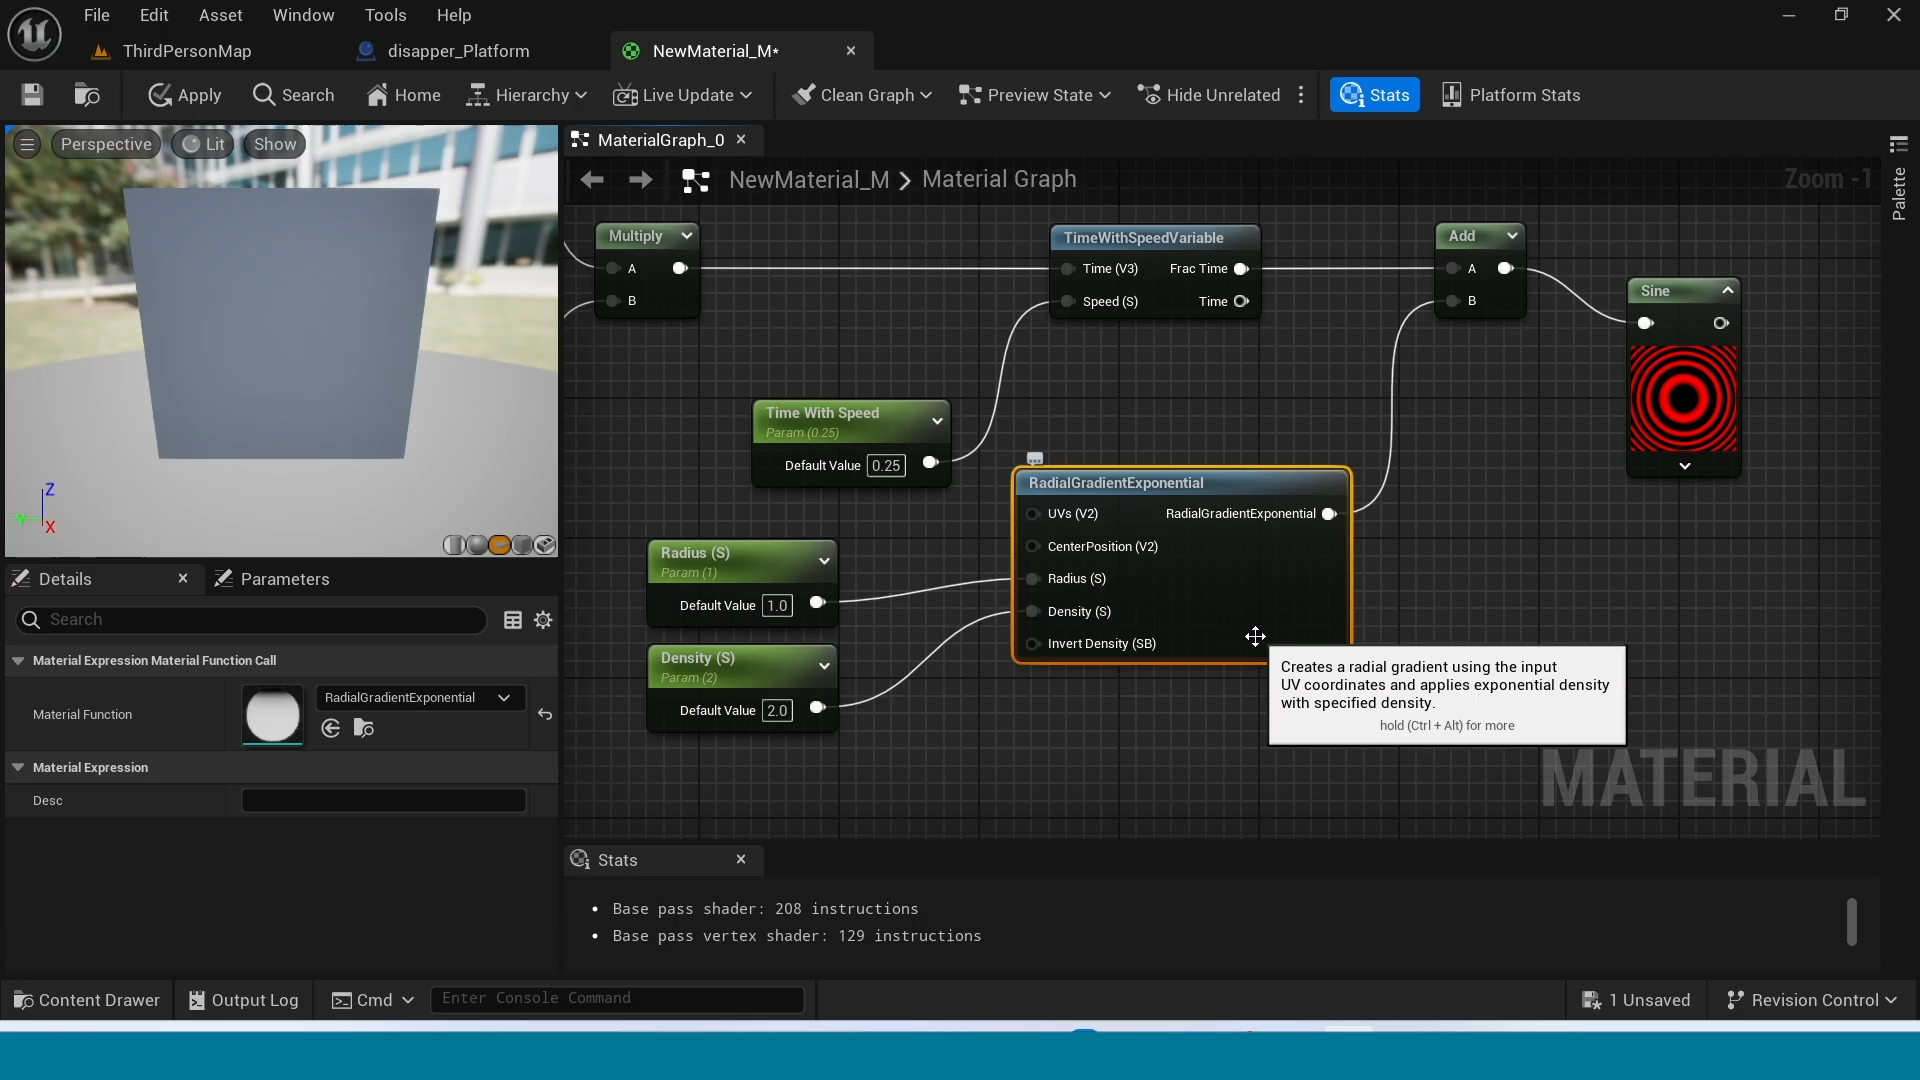 File Edit Asset Window Tools Help
ThirdPersonMap disapper_Platform NewMaterial_M*
Apply Search Home Hierarchy Live Update Clean Graph Preview State Hide Unrelated Stats Platform Stats
Perspective Lit Show
MaterialGraph_0
NewMaterial_M > Material Graph
Zoom -1
Palette
Multiply
A
B
TimeWithSpeedVariable
Time (V3) Frac Time
Speed (S) Time
Add
A
B
Sine
Time With Speed
Param (0.25)
Default Value 0.25
RadialGradientExponential
UVs (V2) RadialGradientExponential
CenterPosition (V2)
Radius (S)
Density (S)
Invert Density (SB)
Radius (S)
Param (1)
Default Value 1.0
Density (S)
Param (2)
Default Value 2.0
Creates a radial gradient using the input
UV coordinates and applies exponential density
with specified density.
hold (Ctrl + Alt) for more
MATERIAL
Z
Y
X
Details Parameters
Search
Material Expression Material Function Call
Material Function RadialGradientExponential
Material Expression
Desc
Stats
• Base pass shader: 208 instructions
• Base pass vertex shader: 129 instructions
Content Drawer Output Log Cmd Enter Console Command 1 Unsaved Revision Control